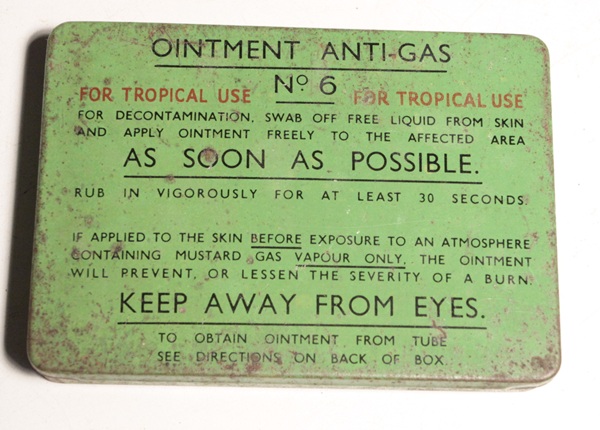 OINTMENT ANTI-GAS
Nº 6
FOR TROPICAL USE FOR TROPICAL USE
FOR DECONTAMINATION, SWAB OFF FREE LIQUID FROM SKIN
AND APPLY OINTMENT FREELY TO THE AFFECTED AREA
AS SOON AS POSSIBLE.
RUB IN VIGOROUSLY FOR AT LEAST 30 SECONDS.
IF APPLIED TO THE SKIN BEFORE EXPOSURE TO AN ATMOSPHERE
CONTAINING MUSTARD GAS VAPOUR ONLY, THE OINTMENT
WILL PREVENT, OR LESSEN THE SEVERITY OF A BURN.
KEEP AWAY FROM EYES.
TO OBTAIN OINTMENT FROM TUBE
SEE DIRECTIONS ON BACK OF BOX.